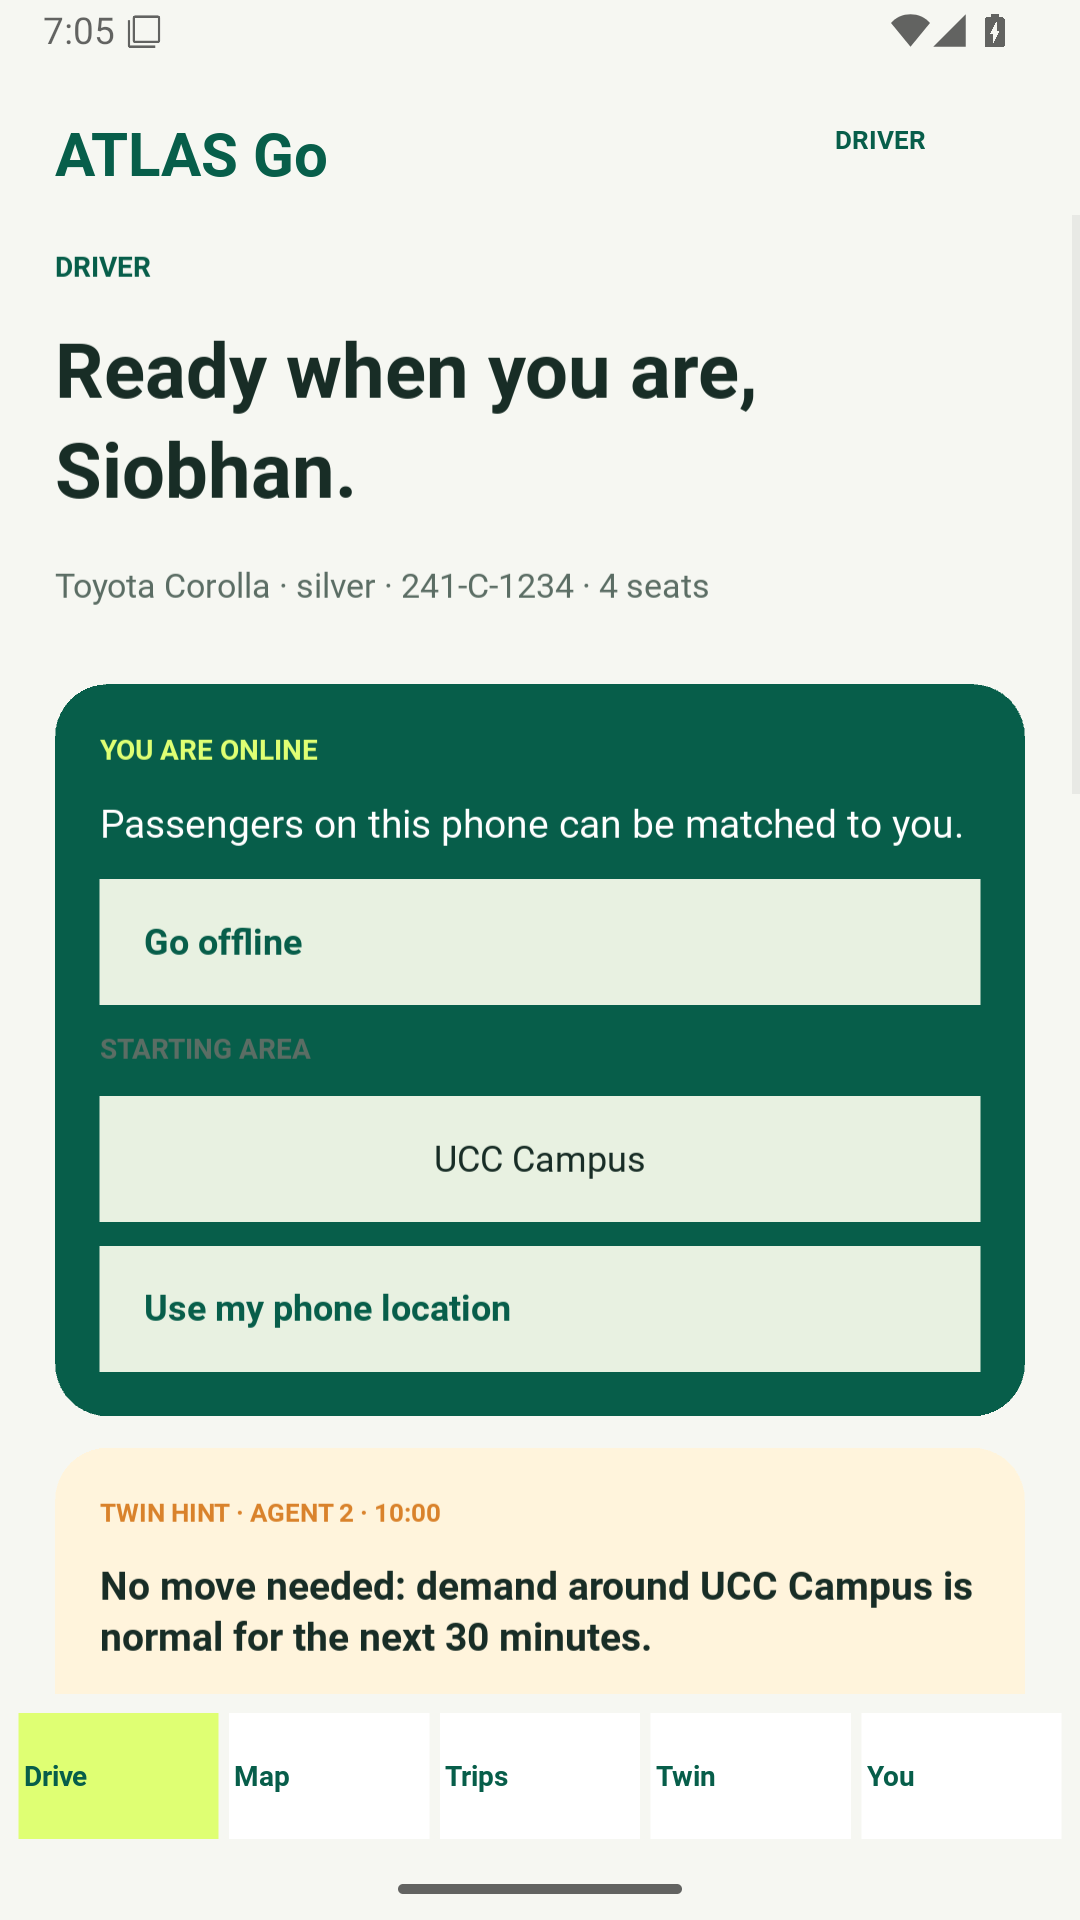 7:05
ATLAS Go
DRIVER
DRIVER
Ready when you are,
Siobhan.
Toyota Corolla · silver · 241-C-1234 · 4 seats
YOU ARE ONLINE
Passengers on this phone can be matched to you.
Go offline
STARTING AREA
UCC Campus
Use my phone location
TWIN HINT · AGENT 2 · 10:00
No move needed: demand around UCC Campus is
normal for the next 30 minutes.
Drive
Map
Trips
Twin
You